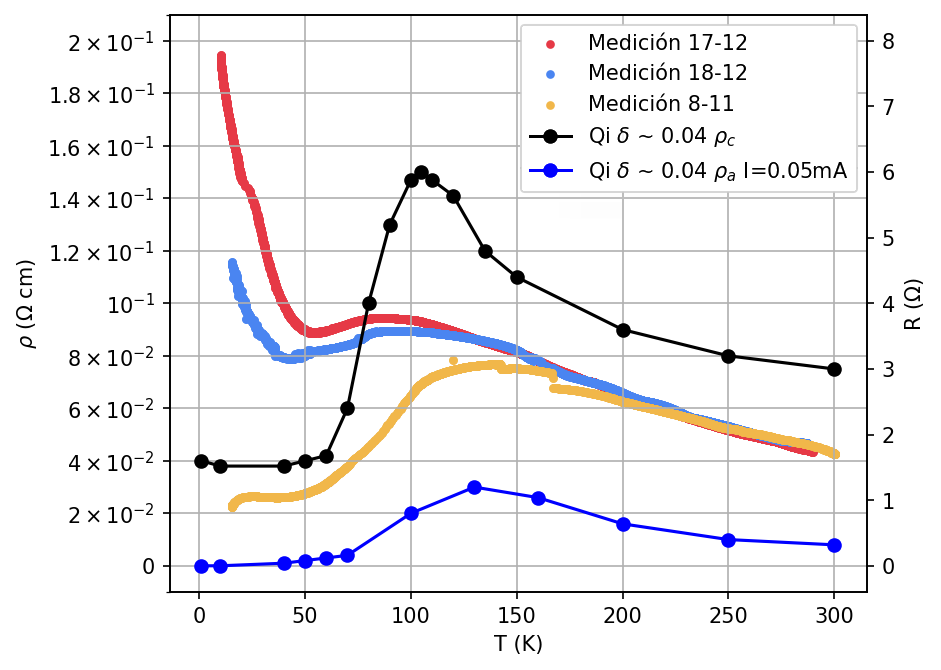 Medición 17-12
Medición 18-12
Medición 8-11
Qi δ ~ 0.04 ρc
Qi δ ~ 0.04 ρa I=0.05mA
2 × 10⁻¹
1.8 × 10⁻¹
1.6 × 10⁻¹
1.4 × 10⁻¹
1.2 × 10⁻¹
10⁻¹
8 × 10⁻²
6 × 10⁻²
4 × 10⁻²
2 × 10⁻²
0
ρ (Ω cm)
8
7
6
5
4
3
2
1
0
R (Ω)
0 50 100 150 200 250 300
T (K)